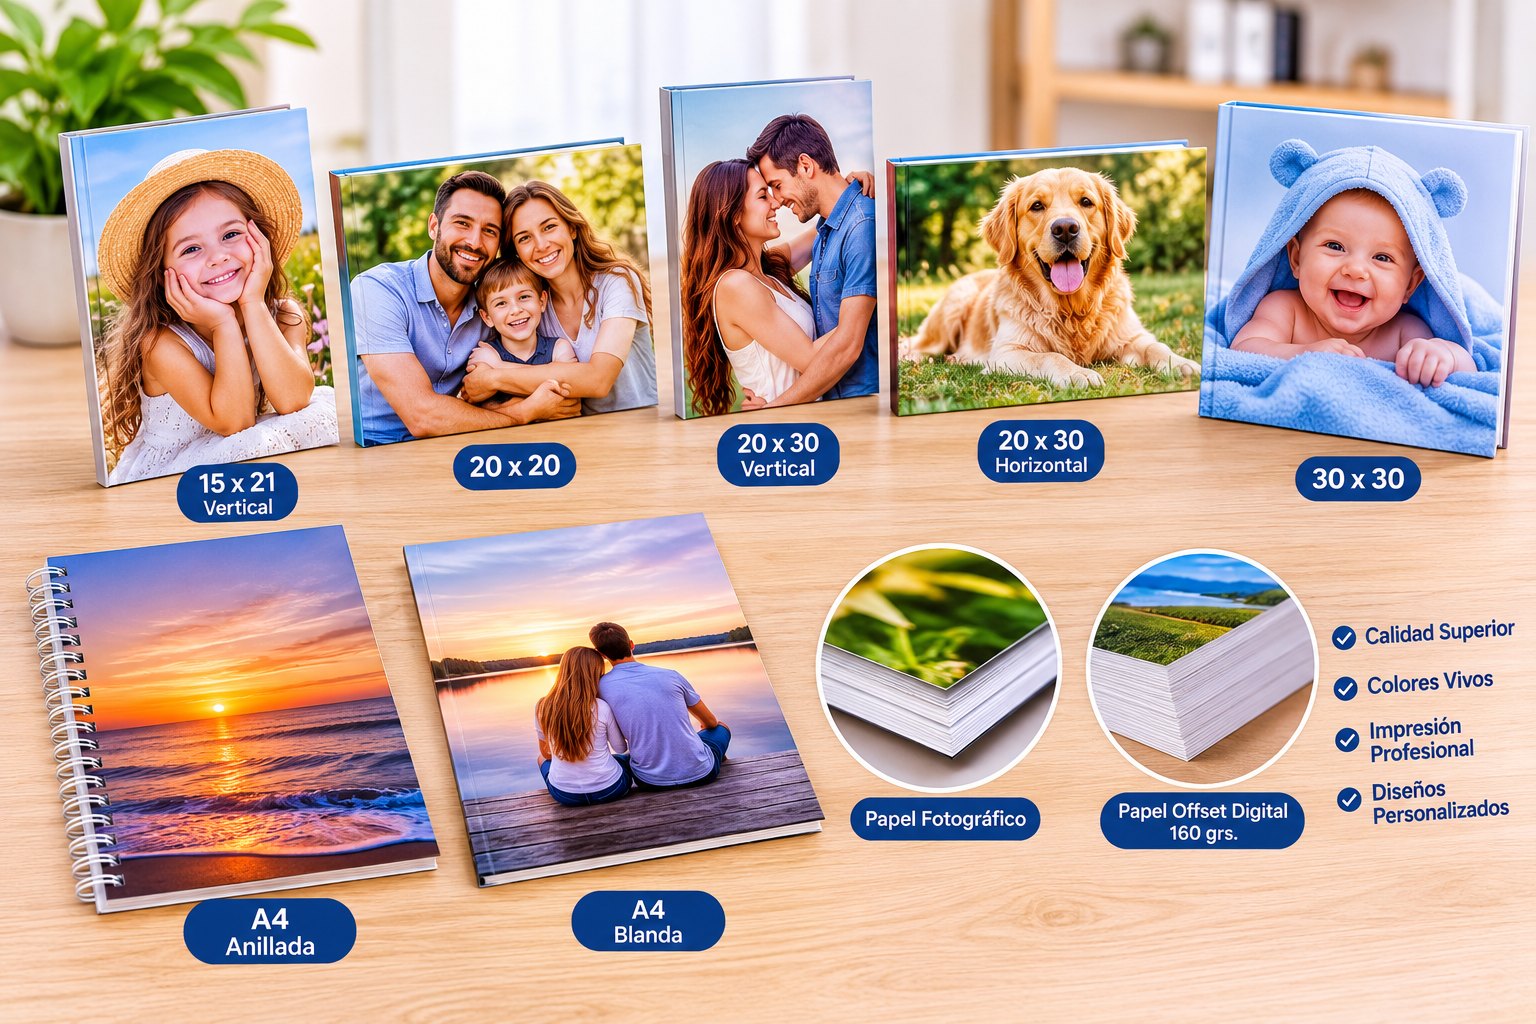 15 x 21
Vertical
20 x 20
20 x 30
Vertical
20 x 30
Horizontal
30 x 30
A4
Anillada
A4
Blanda
Papel Fotográfico
Papel Offset Digital
160 grs.
Calidad Superior
Colores Vivos
Impresión
Profesional
Diseños
Personalizados